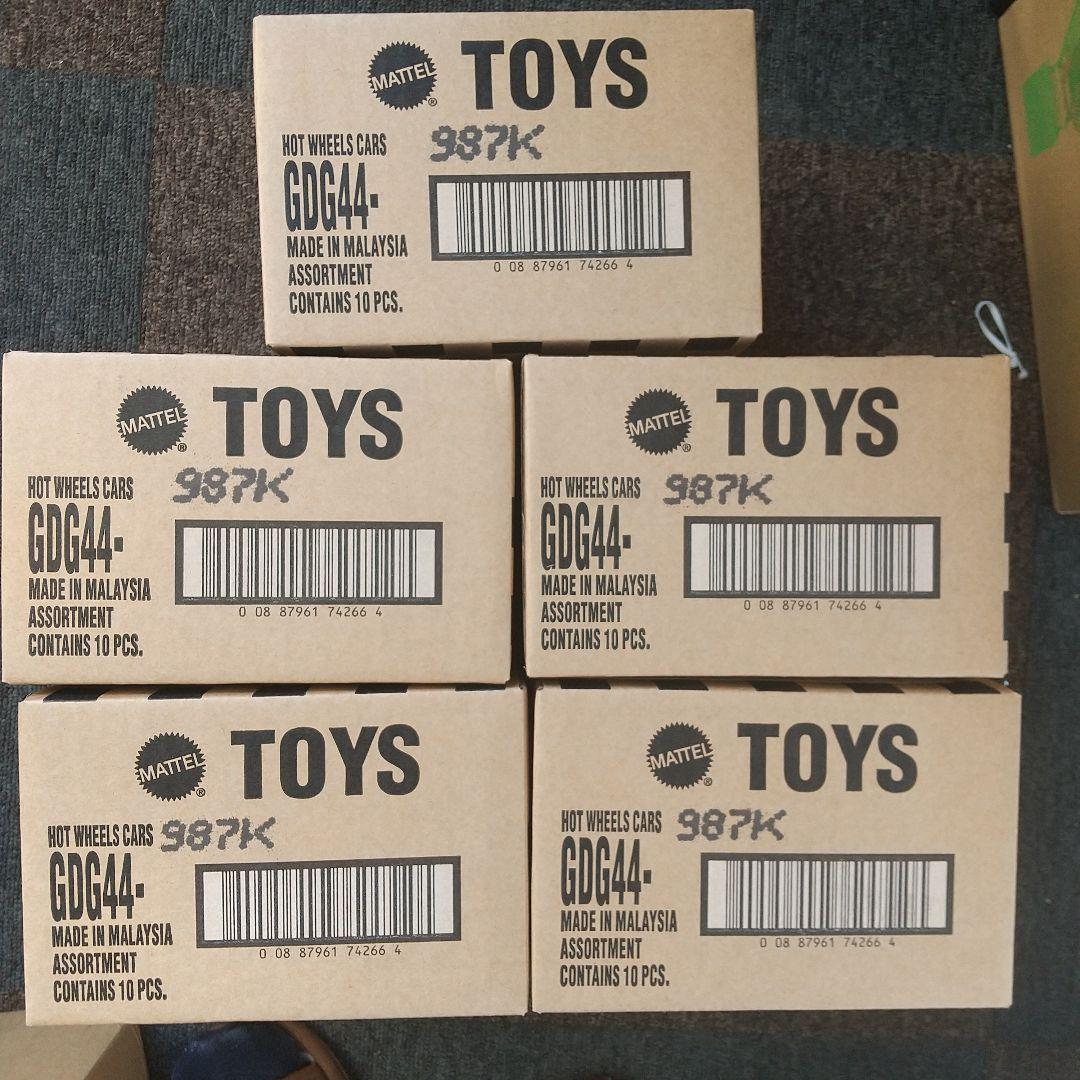 MATTEL ® TOYS
987K
HOT WHEELS CARS
GDG44-
MADE IN MALAYSIA
ASSORTMENT
CONTAINS 10 PCS.
0 08 87961 74266 4
MATTEL ® TOYS
987K
HOT WHEELS CARS
GDG44-
MADE IN MALAYSIA
ASSORTMENT
CONTAINS 10 PCS.
0 08 87961 74266 4
MATTEL ® TOYS
987K
HOT WHEELS CARS
GDG44-
MADE IN MALAYSIA
ASSORTMENT
CONTAINS 10 PCS.
0 08 87961 74266 4
MATTEL ® TOYS
987K
HOT WHEELS CARS
GDG44-
MADE IN MALAYSIA
ASSORTMENT
CONTAINS 10 PCS.
0 08 87961 74266 4
MATTEL ® TOYS
987K
HOT WHEELS CARS
GDG44-
MADE IN MALAYSIA
ASSORTMENT
CONTAINS 10 PCS.
0 08 87961 74266 4